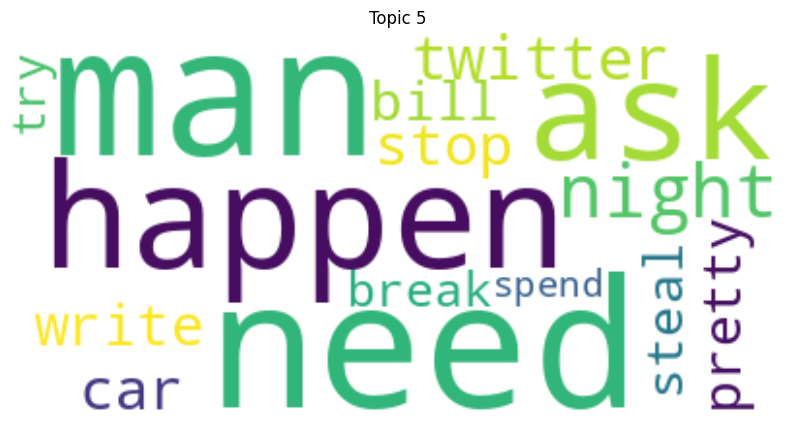 Topic 5
try
man
twitter
bill
stop
ask
happen
night
break
spend
write
need
steal
pretty
car